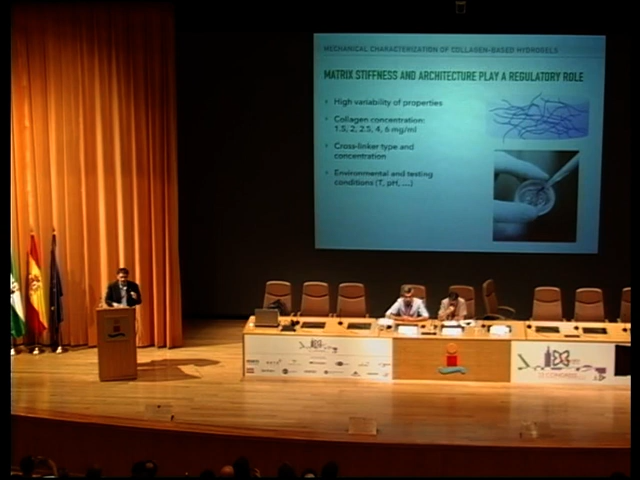 MECHANICAL CHARACTERIZATION OF COLLAGEN-BASED HYDROGELS
MATRIX STIFFNESS AND ARCHITECTURE PLAY A REGULATORY ROLE
High variability of properties
Collagen concentration:
1.5, 2, 2.5, 4, 6 mg/ml
Cross-linker type and
concentration
Environmental and testing
conditions (T, pH, ...)